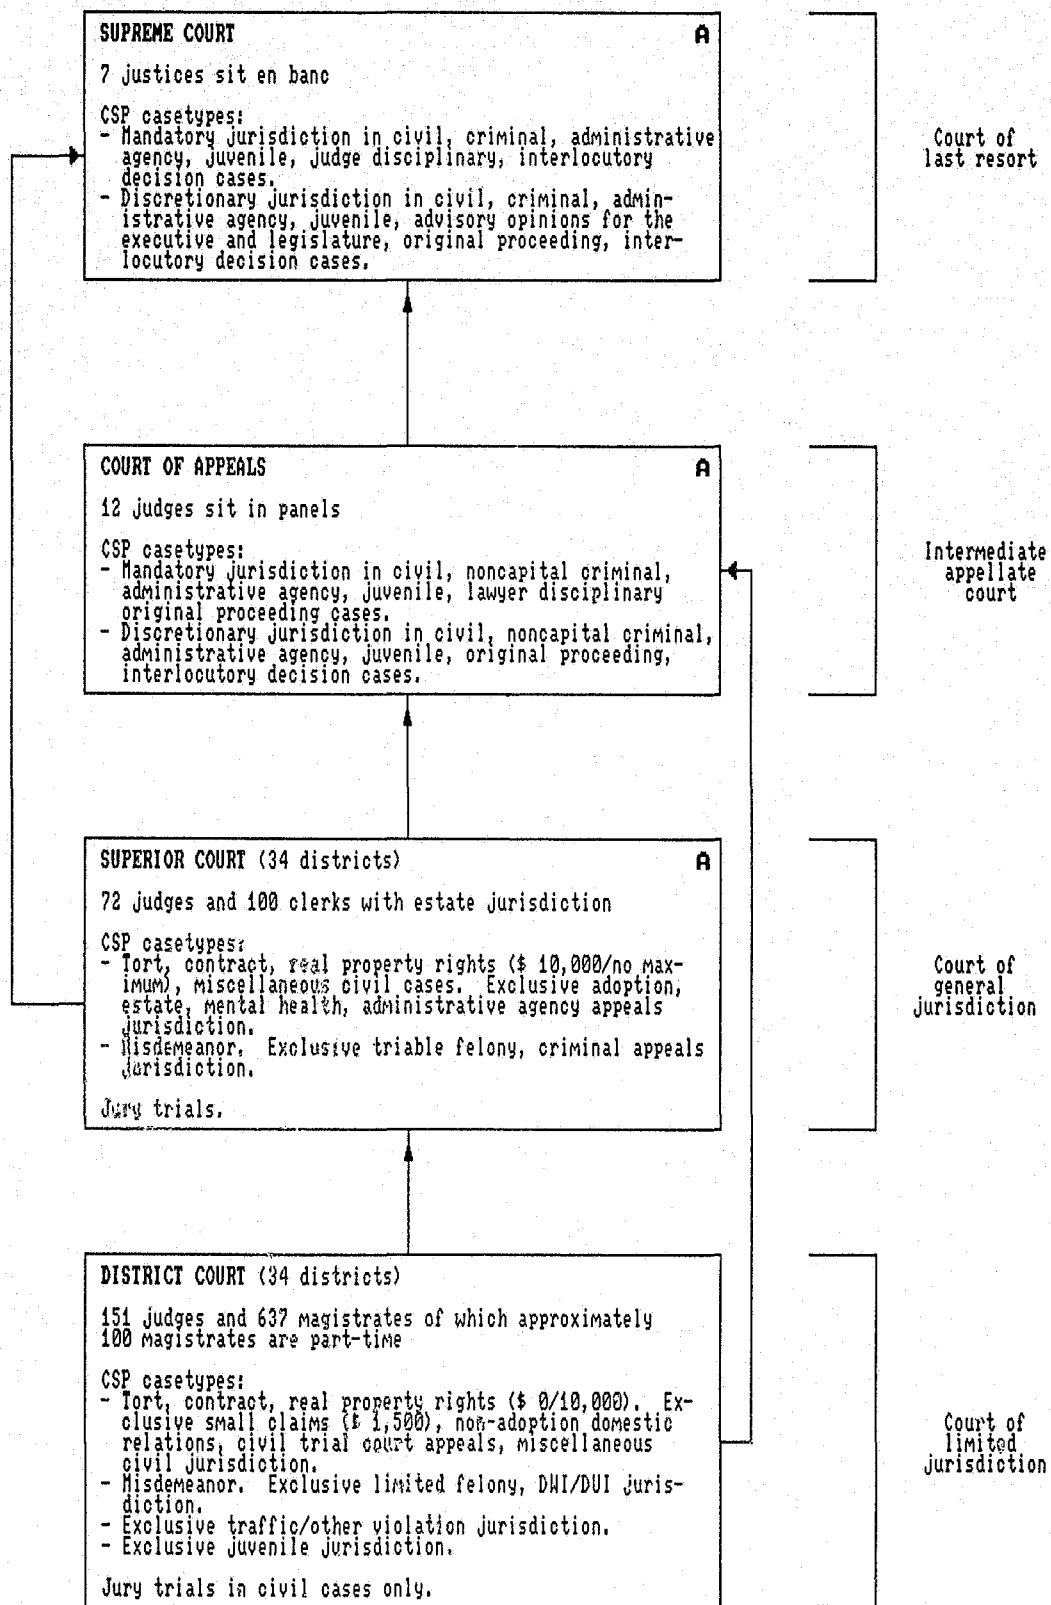 SUPREME COURT A
7 justices sit en banc
CSP casetypes:
- Mandatory jurisdiction in civil, criminal, administrative
agency, juvenile, judge disciplinary, interlocutory
decision cases.
- Discretionary jurisdiction in civil, criminal, admin-
istrative agency, juvenile, advisory opinions for the
executive and legislature, original proceeding, inter-
locutory decision cases.
Court of
last resort
COURT OF APPEALS A
12 judges sit in panels
CSP casetypes:
- Mandatory jurisdiction in civil, noncapital criminal,
administrative agency, juvenile, lawyer disciplinary
original proceeding cases.
- Discretionary jurisdiction in civil, noncapital criminal,
administrative agency, juvenile, original proceeding,
interlocutory decision cases.
Intermediate
appellate
court
SUPERIOR COURT (34 districts) A
72 judges and 100 clerks with estate jurisdiction
CSP casetypes:
- Tort, contract, real property rights ($ 10,000/no max-
imum), miscellaneous civil cases. Exclusive adoption,
estate, mental health, administrative agency appeals
jurisdiction.
- Misdemeanor. Exclusive triable felony, criminal appeals
jurisdiction.
Jury trials.
Court of
general
jurisdiction
DISTRICT COURT (34 districts)
151 judges and 637 magistrates of which approximately
100 magistrates are part-time
CSP casetypes:
- Tort, contract, real property rights ($ 0/10,000). Ex-
clusive small claims ($ 1,500), non-adoption domestic
relations, civil trial court appeals, miscellaneous
civil jurisdiction.
- Misdemeanor. Exclusive limited felony, DWI/DUI juris-
diction.
- Exclusive traffic/other violation jurisdiction.
- Exclusive juvenile jurisdiction.
Jury trials in civil cases only.
Court of
limited
jurisdiction